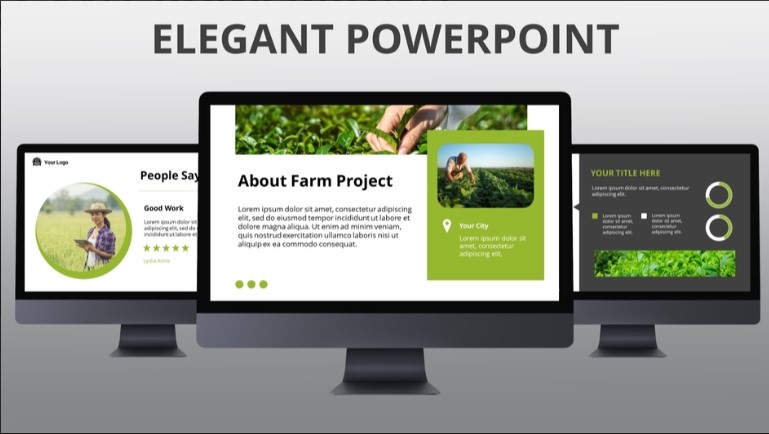 ELEGANT POWERPOINT
Your Logo
People Say
Good Work
Lorem ipsum dolor sit
adipiscing elit, sed do
Lorem
Lydia Anne
About Farm Project
Lorem ipsum dolor sit amet, consectetur adipiscing
elit, sed do eiusmod tempor incididunt ut labore et
dolore magna aliqua. Ut enim ad minim veniam,
quis nostrud exercitation ullamco laboris nisi ut
aliquip ex ea commodo consequat.
Your City
Lorem ipsum dolor sit
amet, consectetur
adipiscing elit,
YOUR TITLE HERE
Lorem ipsum dolor sit amet, consectetur
adipiscing elit.
Lorem ipsum
dolor sit
amet, cons
adipiscing
elit.
Lorem ipsum
dolor sit
amet, cons
adipiscing
elit.